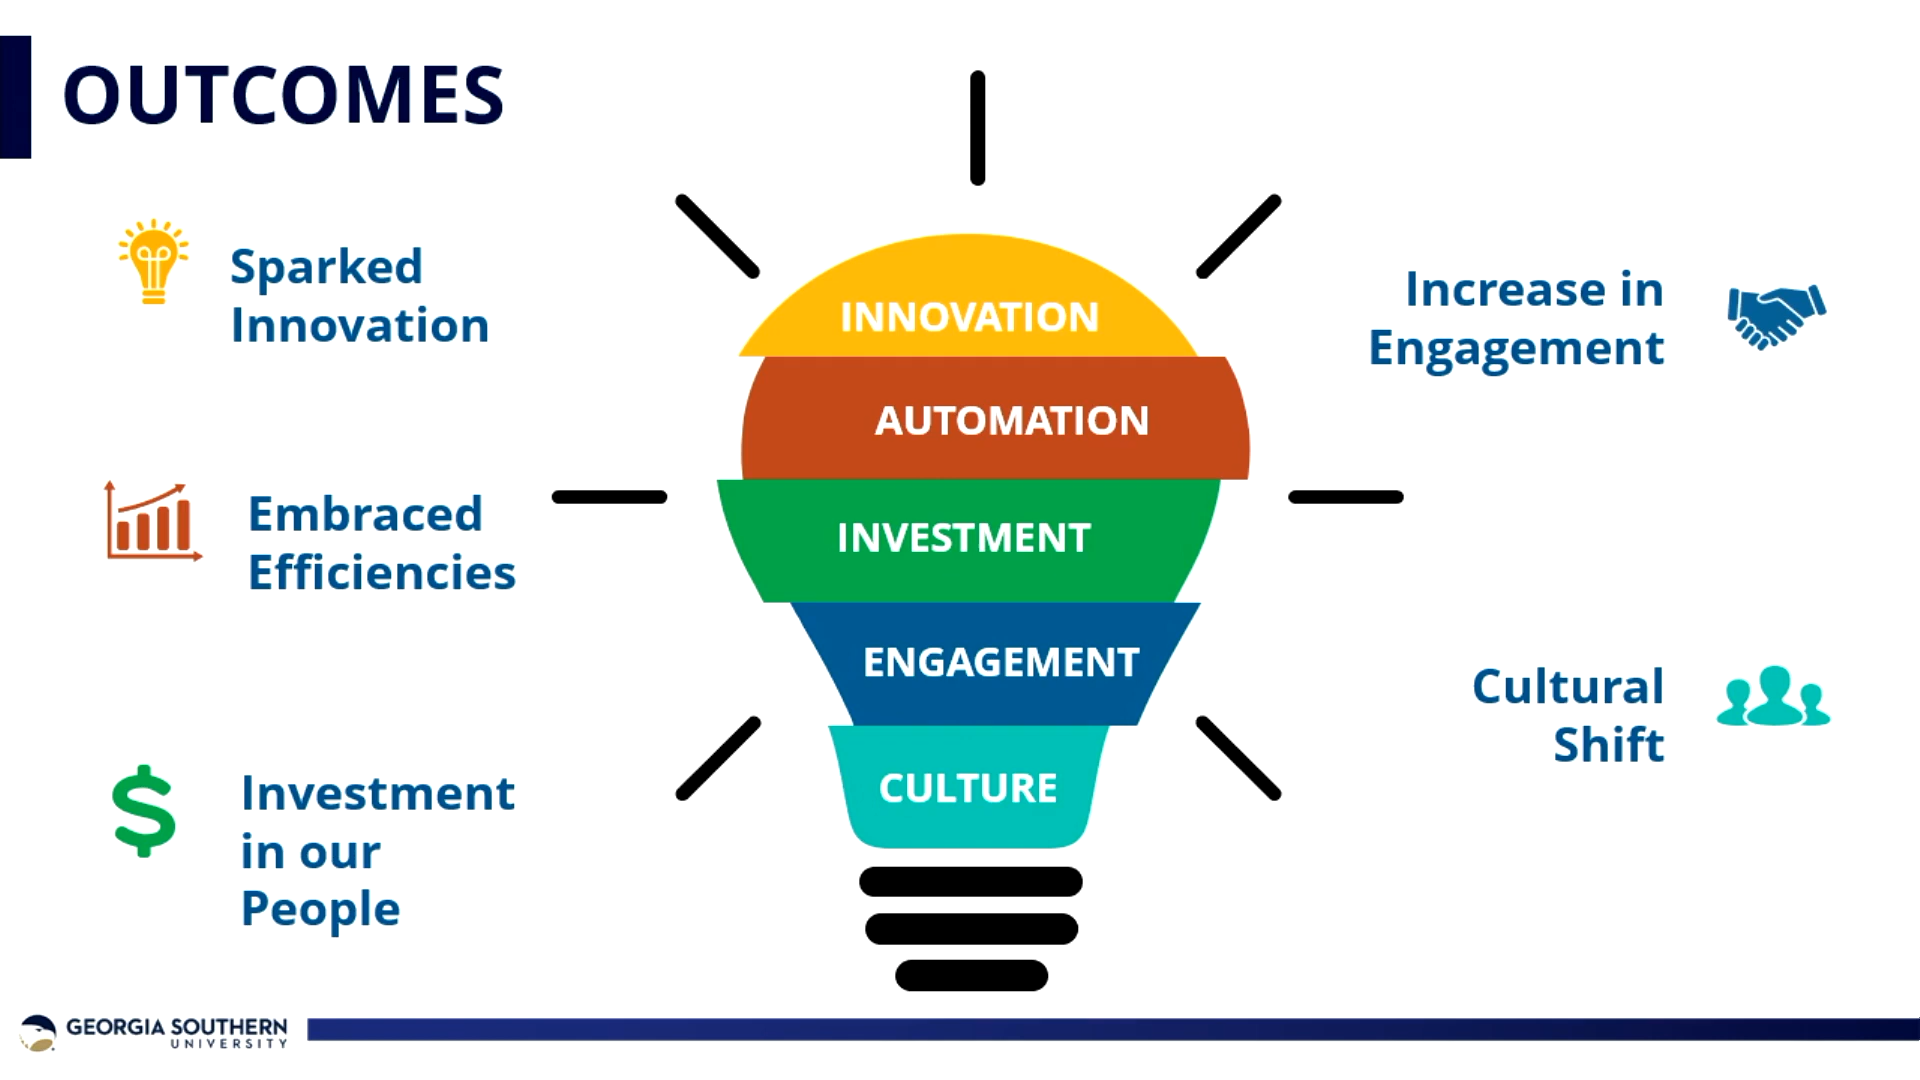 OUTCOMES
Sparked
Innovation
Embraced
Efficiencies
Investment
in our
People
INNOVATION
AUTOMATION
INVESTMENT
ENGAGEMENT
CULTURE
Increase in
Engagement
Cultural
Shift
GEORGIA SOUTHERN
UNIVERSITY